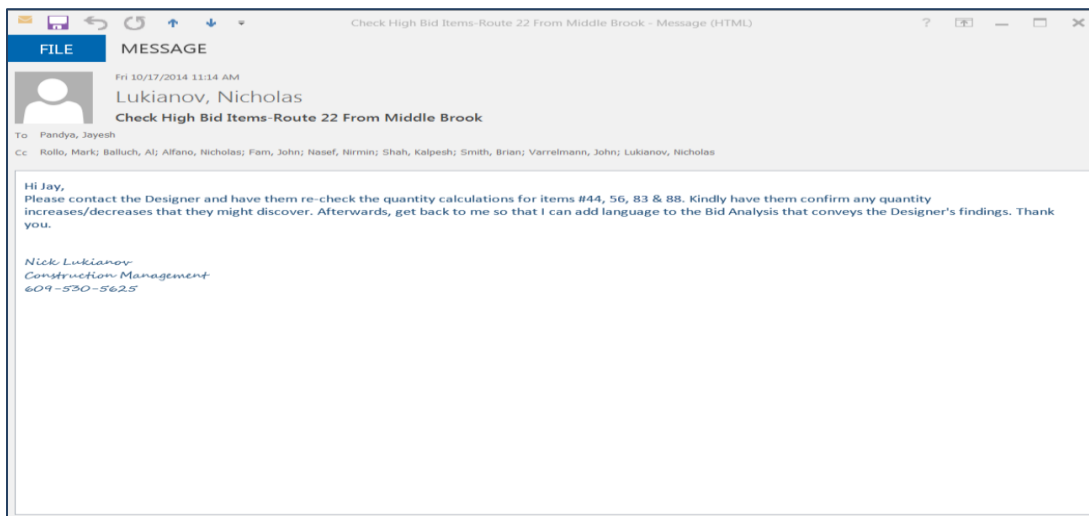 Check High Bid Items-Route 22 From Middle Brook - Message (HTML)
?
FILE MESSAGE
Fri 10/17/2014 11:14 AM
Lukianov, Nicholas
Check High Bid Items-Route 22 From Middle Brook
To Pandya, Jayesh
Cc Rollo, Mark; Balluch, Al; Alfano, Nicholas; Fam, John; Nasef, Nirmin; Shah, Kalpesh; Smith, Brian; Varrelmann, John; Lukianov, Nicholas
Hi Jay,
Please contact the Designer and have them re-check the quantity calculations for items #44, 56, 83 & 88. Kindly have them confirm any quantity
increases/decreases that they might discover. Afterwards, get back to me so that I can add language to the Bid Analysis that conveys the Designer's findings. Thank
you.
Nick Lukianov
Construction Management
609-530-5625